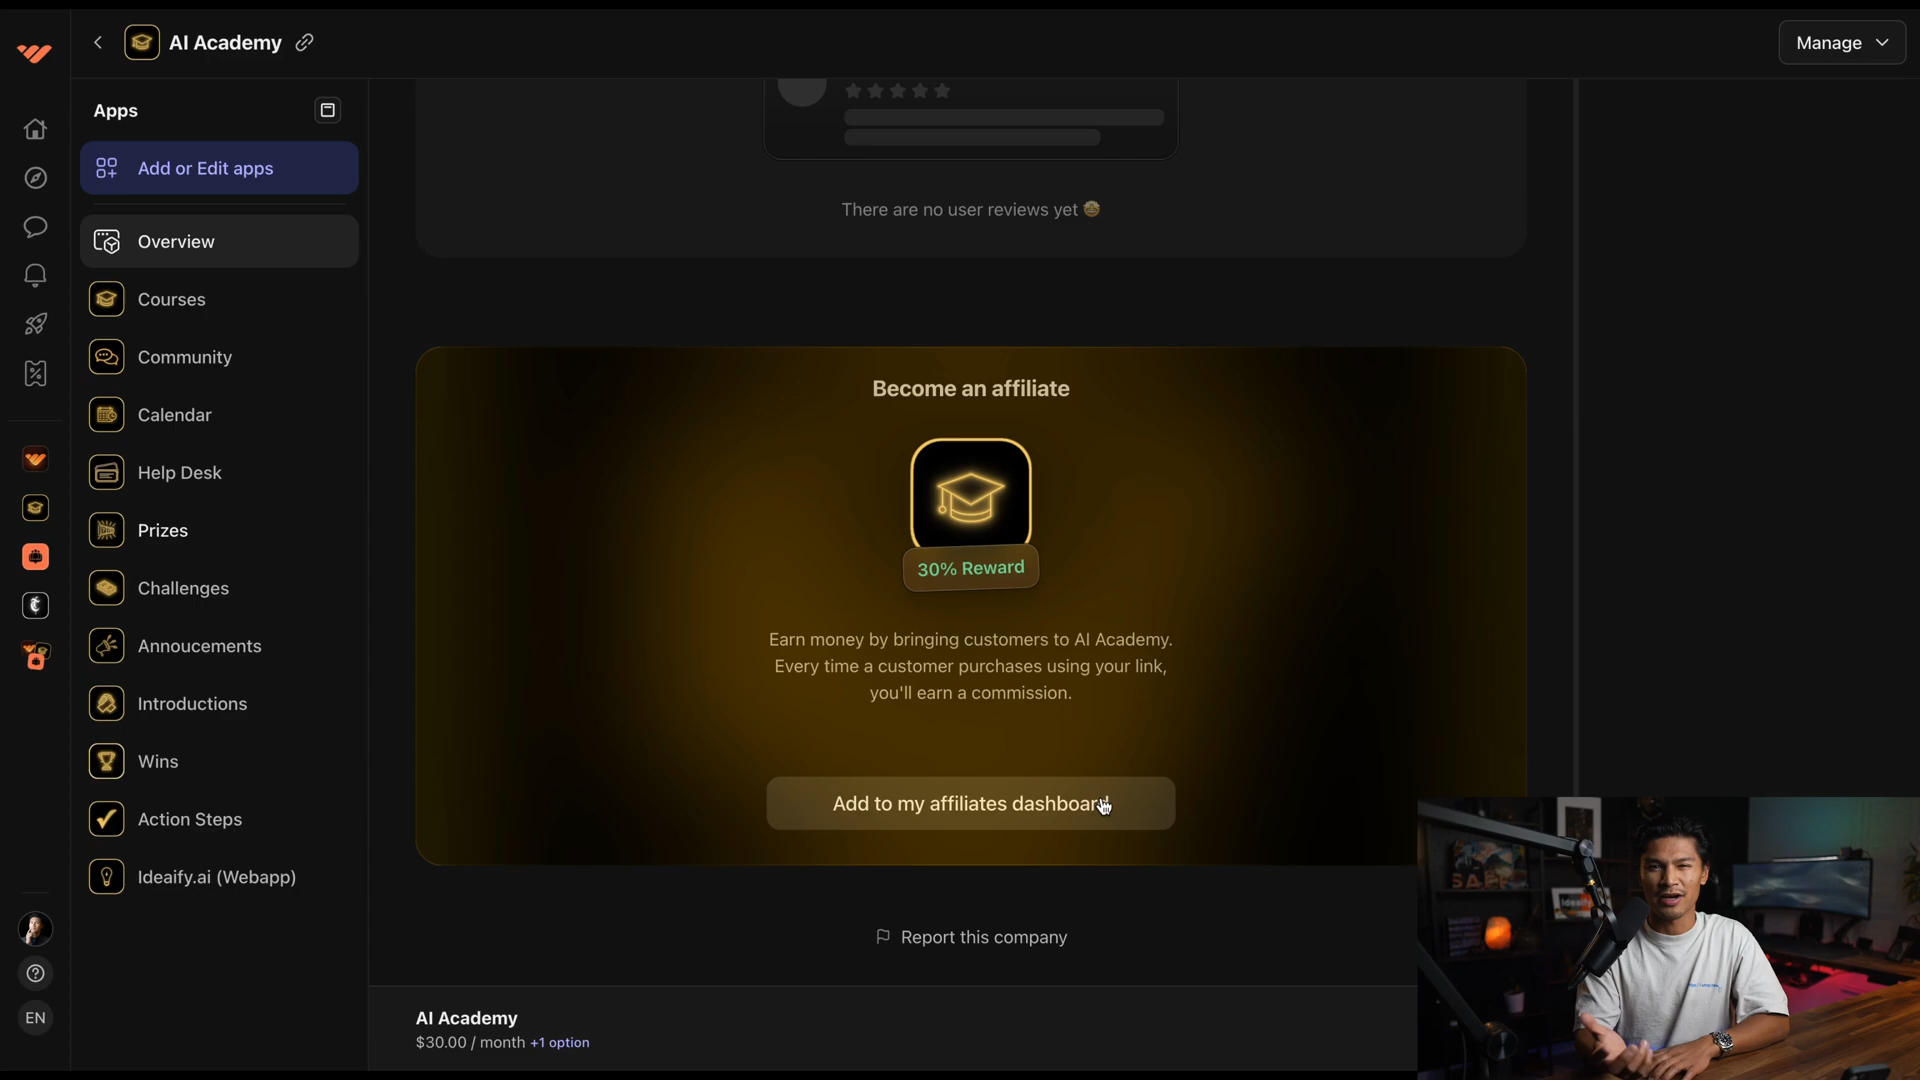 AI Academy
Manage
Apps
Add or Edit apps
Overview
Courses
Community
Calendar
Help Desk
Prizes
Challenges
Annoucements
Introductions
Wins
Action Steps
Ideaify.ai (Webapp)
EN
There are no user reviews yet
Become an affiliate
30% Reward
Earn money by bringing customers to AI Academy.
Every time a customer purchases using your link,
you'll earn a commission.
Add to my affiliates dashboard
Report this company
AI Academy
$30.00 / month +1 option